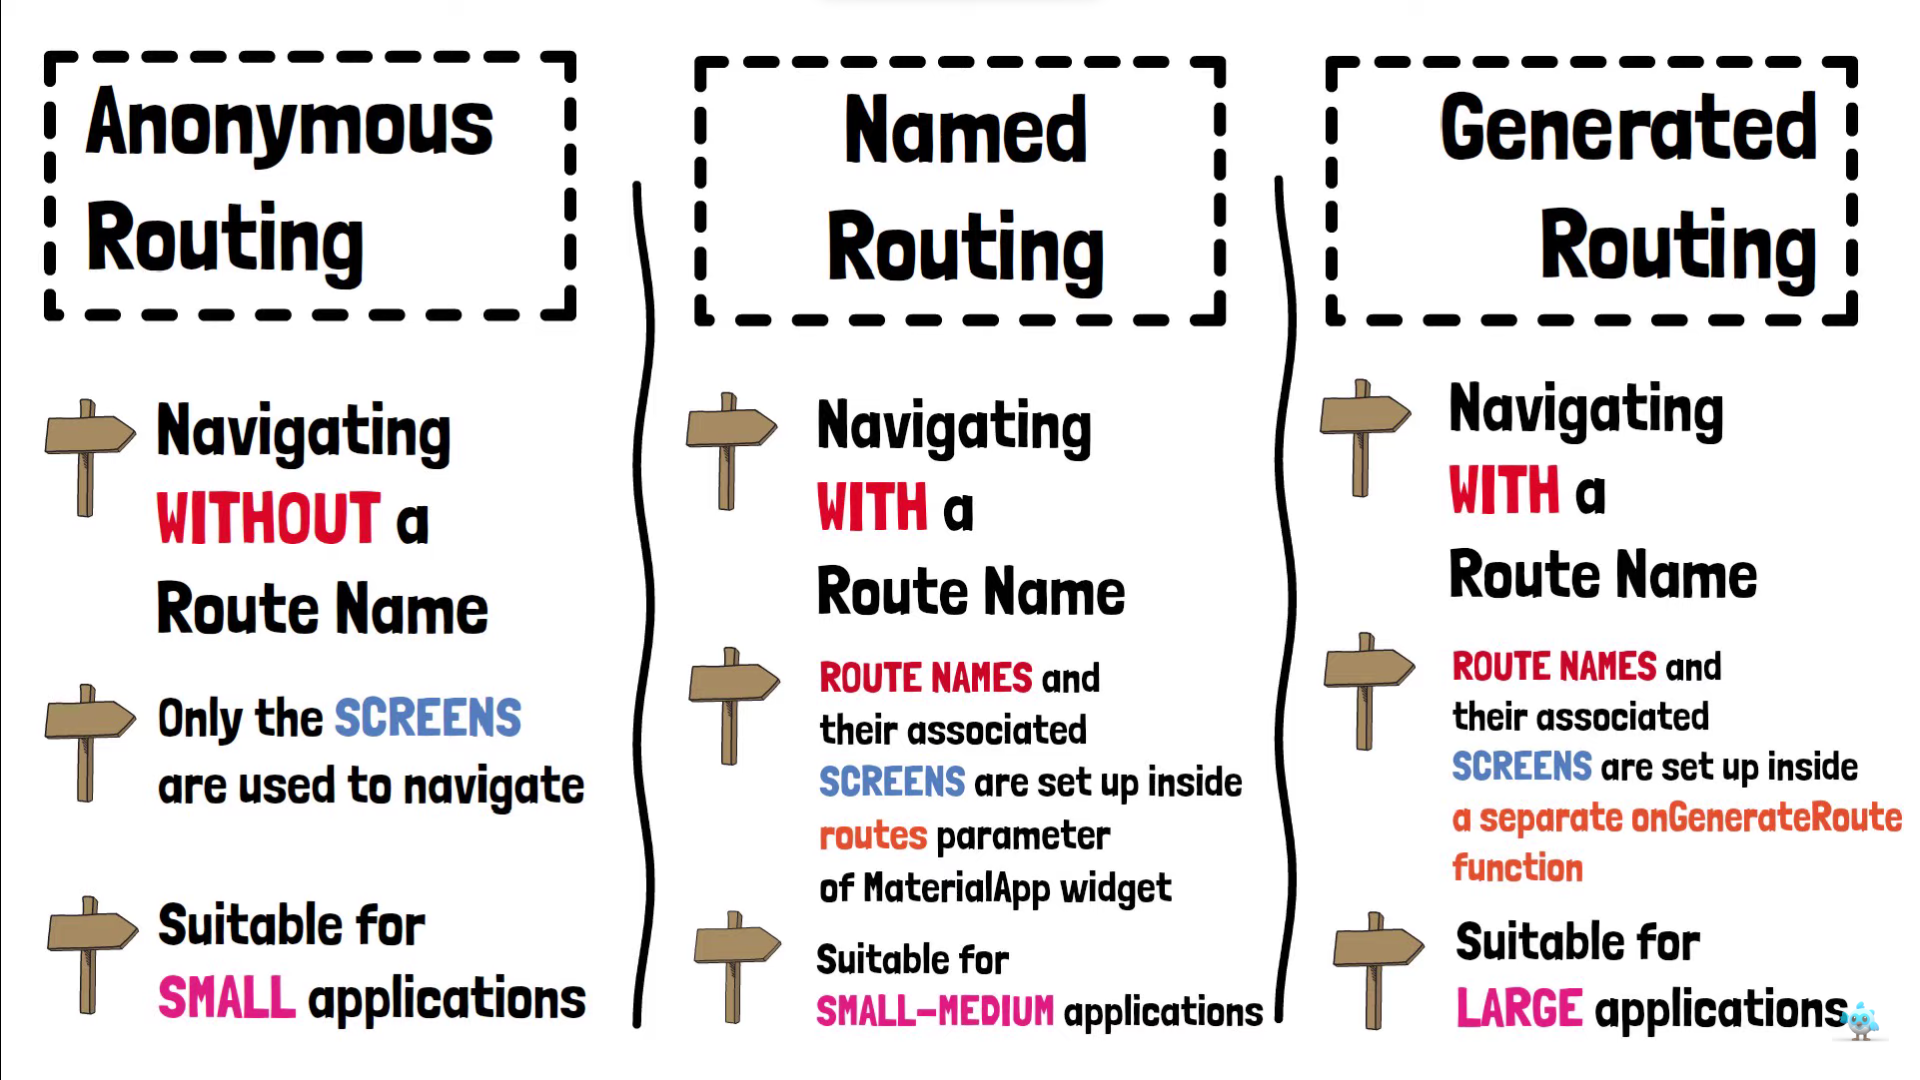 Anonymous
Routing
Navigating
WITHOUT a
Route Name
Only the SCREENS
are used to navigate
Suitable for
SMALL applications
Named
Routing
Navigating
WITH a
Route Name
ROUTE NAMES and
their associated
SCREENS are set up inside
routes parameter
of MaterialApp widget
Suitable for
SMALL-MEDIUM applications
Generated
Routing
Navigating
WITH a
Route Name
ROUTE NAMES and
their associated
SCREENS are set up inside
a separate onGenerateRoute
function
Suitable for
LARGE applications